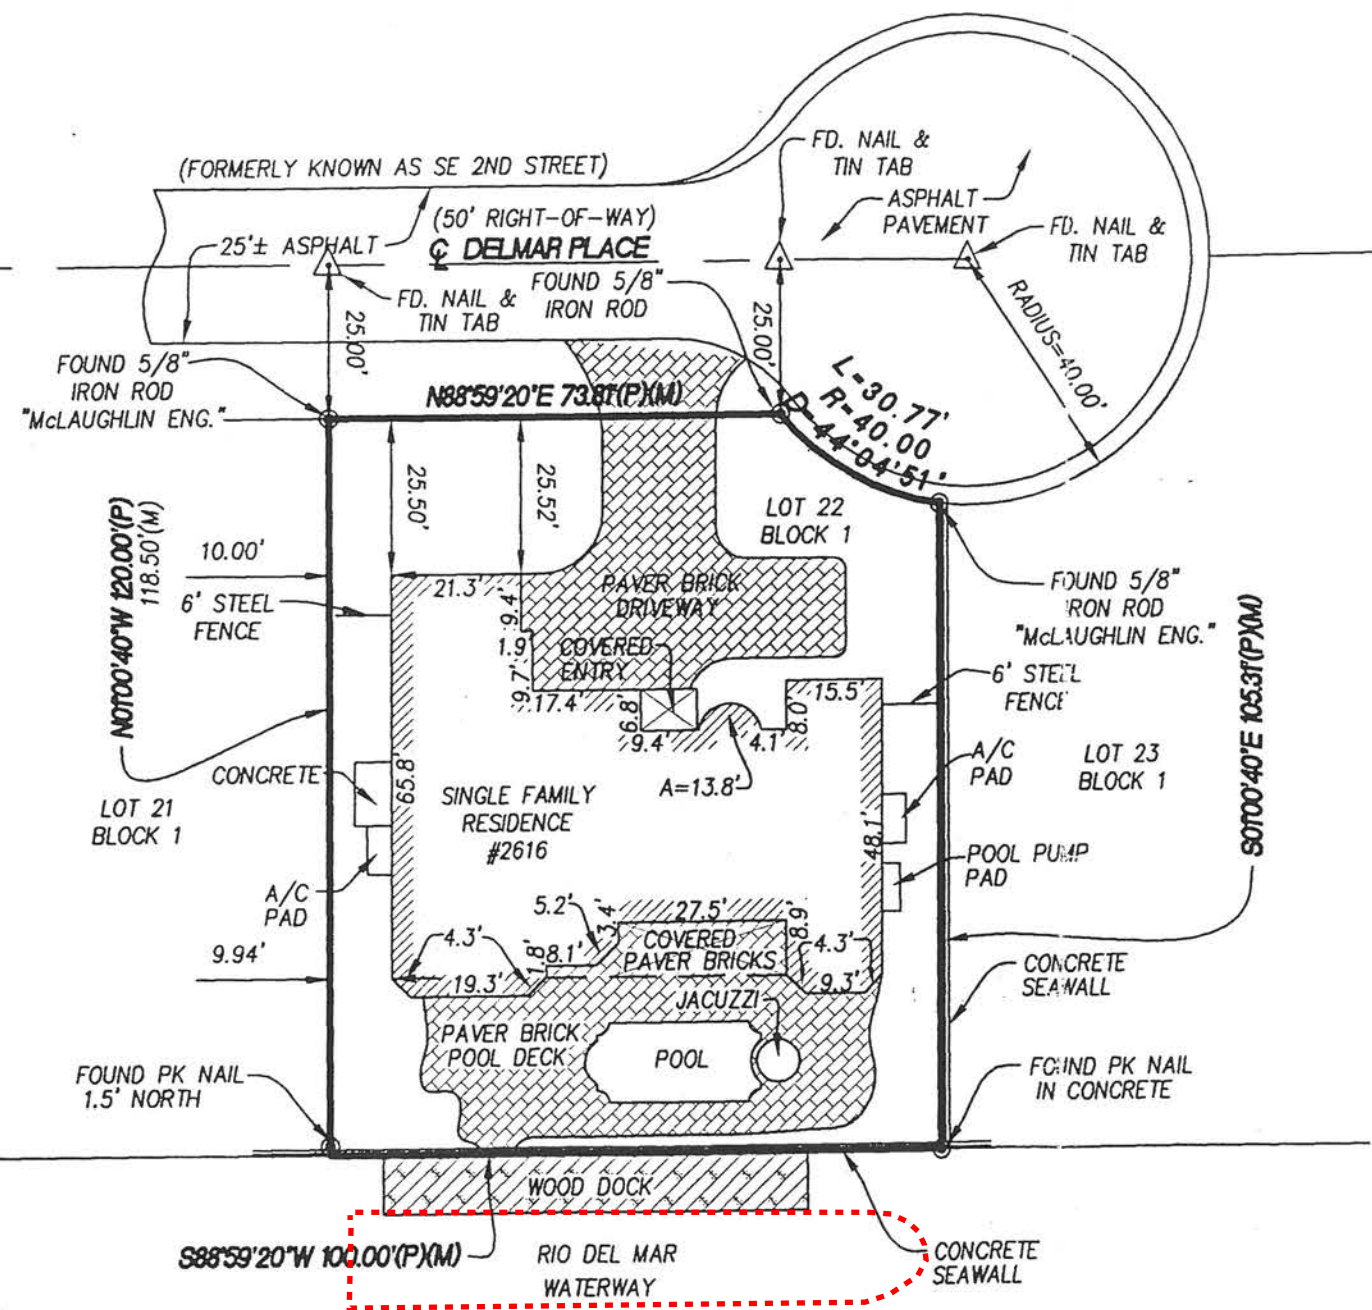 (FORMERLY KNOWN AS SE 2ND STREET)
FD. NAIL &
TIN TAB
ASPHALT
PAVEMENT
(50' RIGHT-OF-WAY)
25'± ASPHALT
℄ DELMAR PLACE
FD. NAIL &
TIN TAB
FOUND 5/8"
IRON ROD
FD. NAIL &
TIN TAB
25.00'
25.00'
RADIUS=40.00'
FOUND 5/8"
IRON ROD
"McLAUGHLIN ENG."
N88°59'20"E 73.81'(P)(M)
L=30.77'
R=40.00
D=44°04'51"
25.50'
25.52'
LOT 22
BLOCK 1
N01°00'40"W 120.00'(P)
118.50'(M)
10.00'
6' STEEL
FENCE
21.3'
9.4'
1.9
9.7'
PAVER BRICK
DRIVEWAY
COVERED
ENTRY
17.4'
6.8'
9.4'
4.1'
8.0'
15.5'
A=13.8'
FOUND 5/8"
IRON ROD
"McLAUGHLIN ENG."
S01°00'40"E 105.31'(P)(M)
6' STEEL
FENCE
A/C
PAD
LOT 23
BLOCK 1
CONCRETE
65.8'
SINGLE FAMILY
RESIDENCE
#2616
LOT 21
BLOCK 1
48.1'
POOL PUMP
PAD
A/C
PAD
5.2'
3.4'
27.5'
8.9'
4.3'
1.8'
8.1'
COVERED
PAVER BRICKS
4.3'
9.94'
19.3'
9.3'
CONCRETE
SEAWALL
JACUZZI
PAVER BRICK
POOL DECK
POOL
FOUND PK NAIL
1.5' NORTH
FOUND PK NAIL
IN CONCRETE
WOOD DOCK
S88°59'20"W 100.00'(P)(M)
RIO DEL MAR
WATERWAY
CONCRETE
SEAWALL